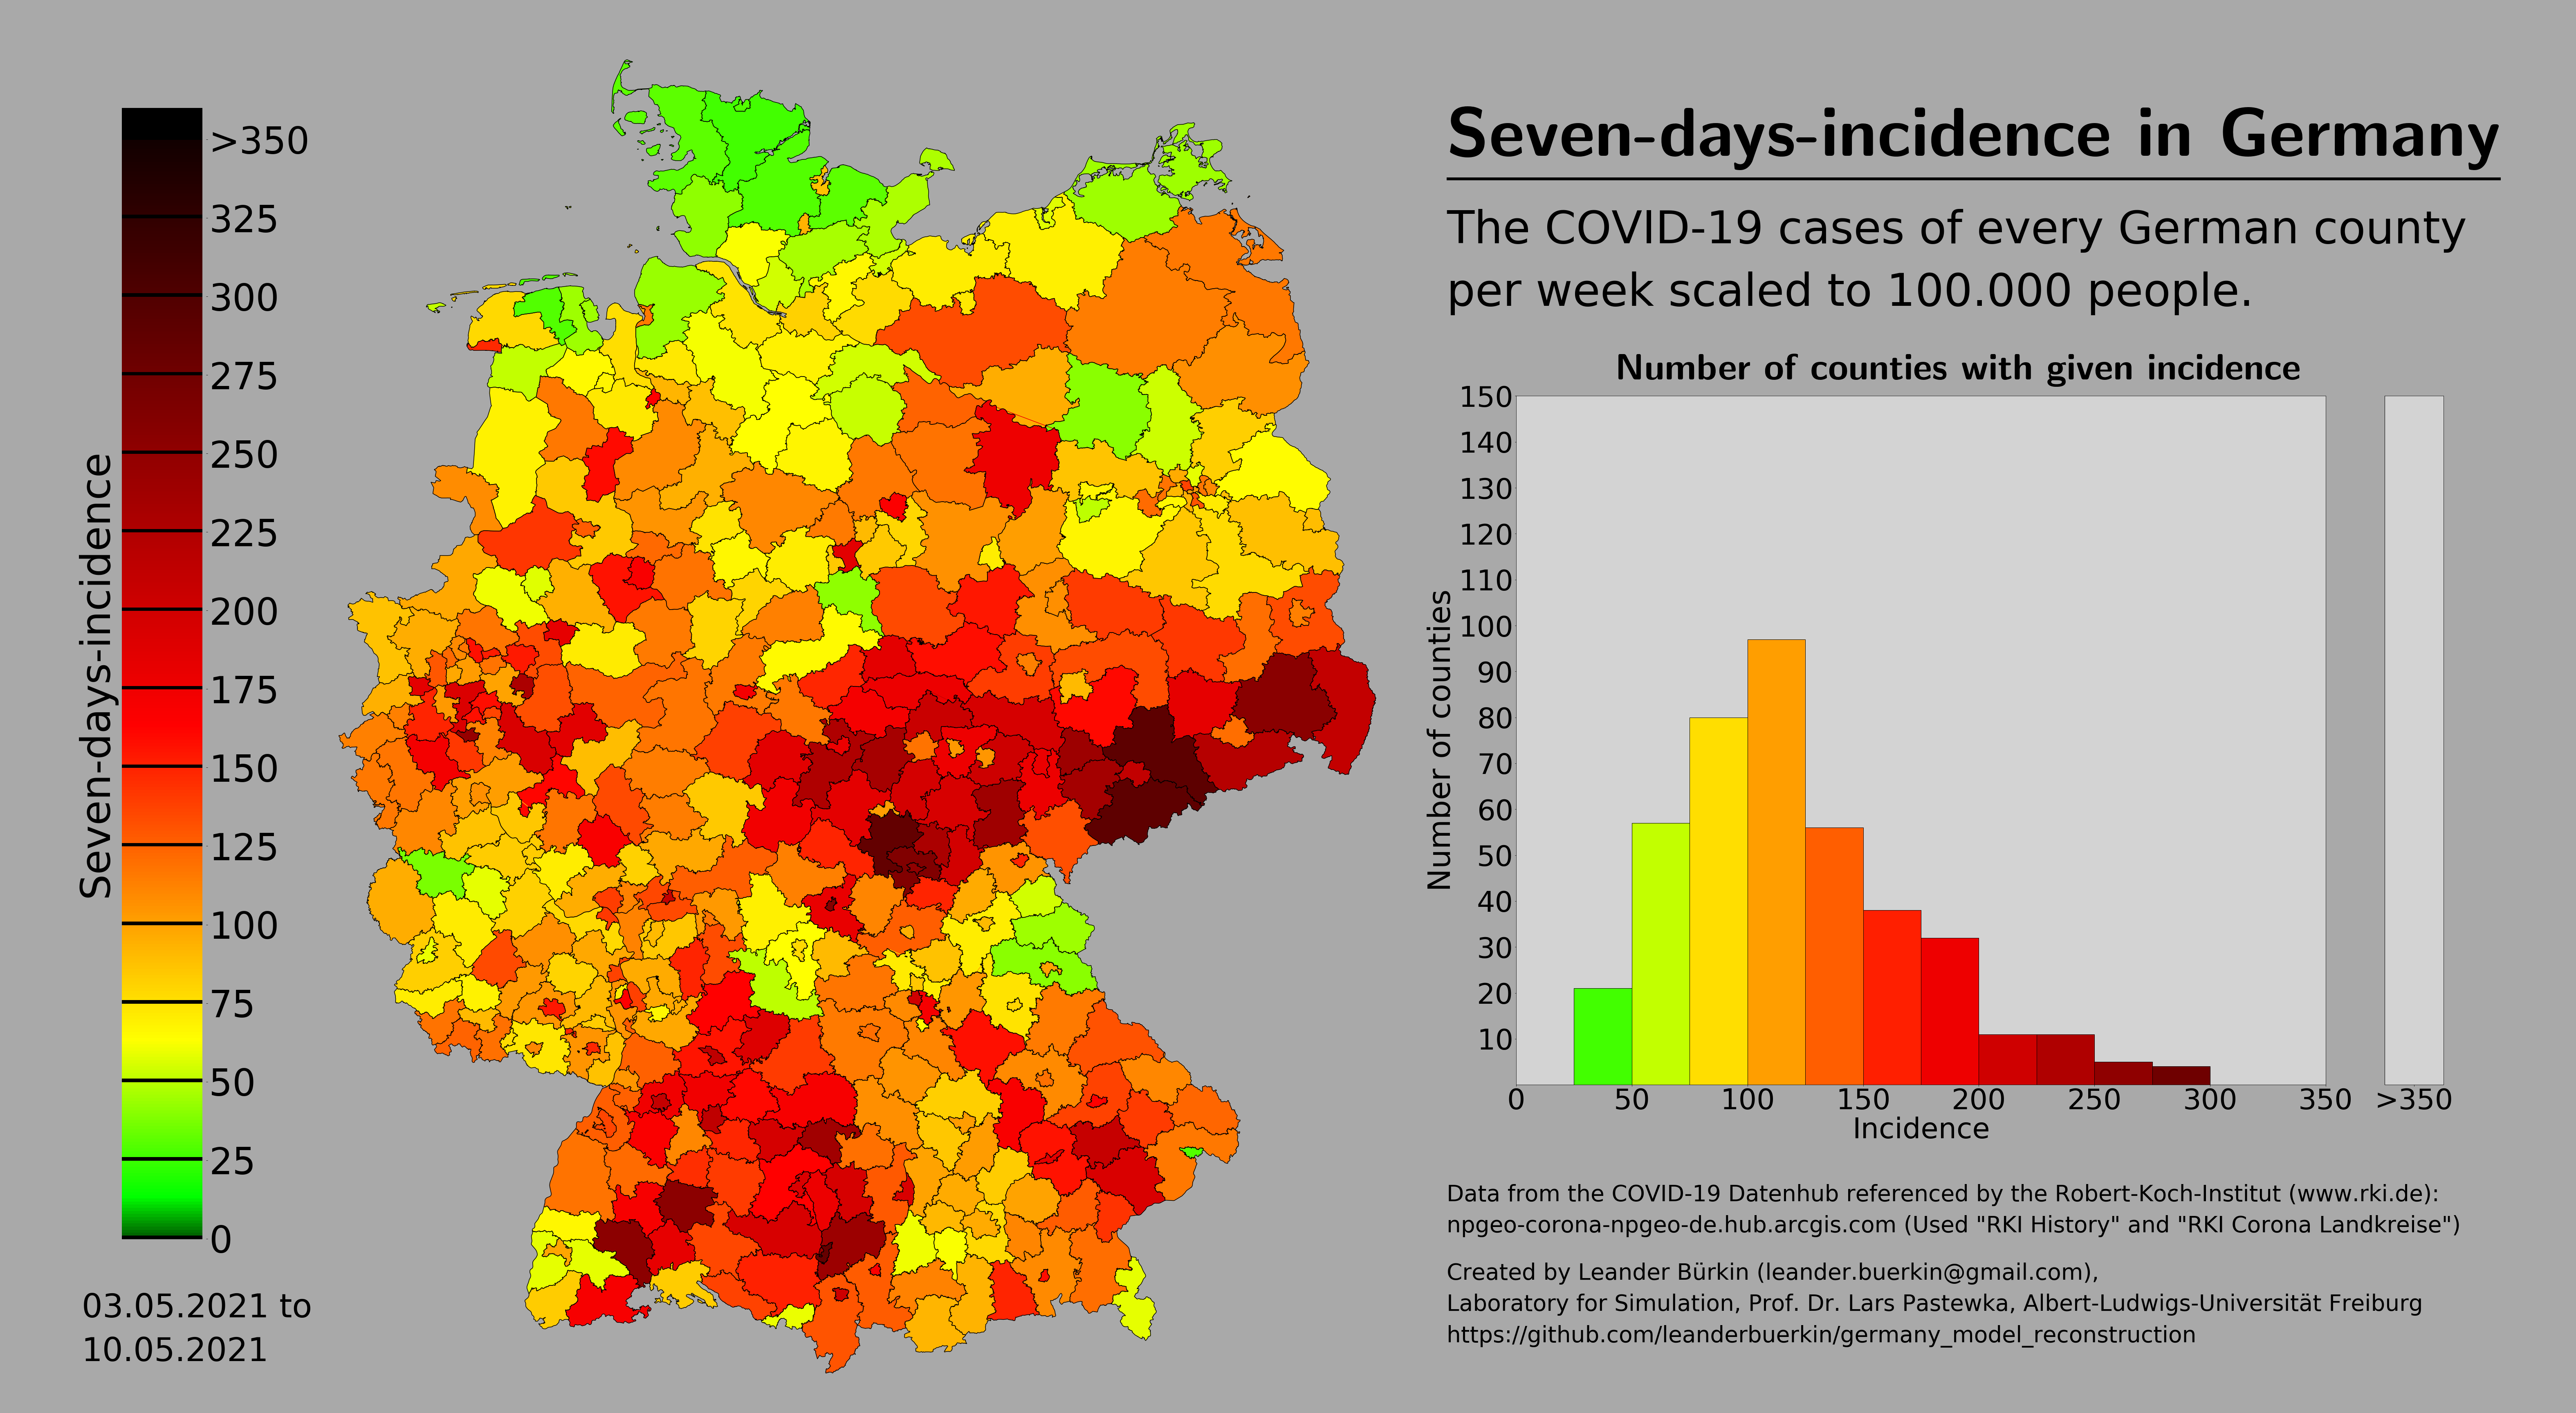 Seven-days-incidence in Germany
The COVID-19 cases of every German county
per week scaled to 100.000 people.
Seven-days-incidence
>350
325
300
275
250
225
200
175
150
125
100
75
50
25
0
03.05.2021 to
10.05.2021
Number of counties with given incidence
Number of counties
150
140
130
120
110
100
90
80
70
60
50
40
30
20
10
0 50 100 150 200 250 300 350 >350
Incidence
Data from the COVID-19 Datenhub referenced by the Robert-Koch-Institut (www.rki.de):
npgeo-corona-npgeo-de.hub.arcgis.com (Used "RKI History" and "RKI Corona Landkreise")
Created by Leander Bürkin (leander.buerkin@gmail.com),
Laboratory for Simulation, Prof. Dr. Lars Pastewka, Albert-Ludwigs-Universität Freiburg
https://github.com/leanderbuerkin/germany_model_reconstruction